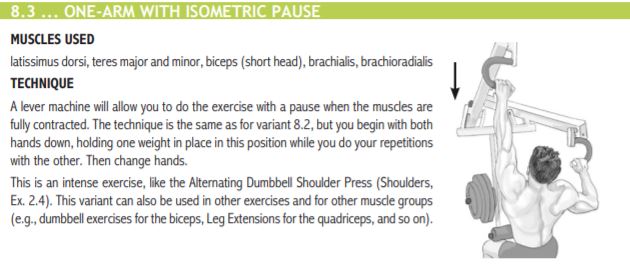 8.3 ... ONE-ARM WITH ISOMETRIC PAUSE
MUSCLES USED
latissimus dorsi, teres major and minor, biceps (short head), brachialis, brachioradialis
TECHNIQUE
A lever machine will allow you to do the exercise with a pause when the muscles are
fully contracted. The technique is the same as for variant 8.2, but you begin with both
hands down, holding one weight in place in this position while you do your repetitions
with the other. Then change hands.
This is an intense exercise, like the Alternating Dumbbell Shoulder Press (Shoulders,
Ex. 2.4). This variant can also be used in other exercises and for other muscle groups
(e.g., dumbbell exercises for the biceps, Leg Extensions for the quadriceps, and so on).